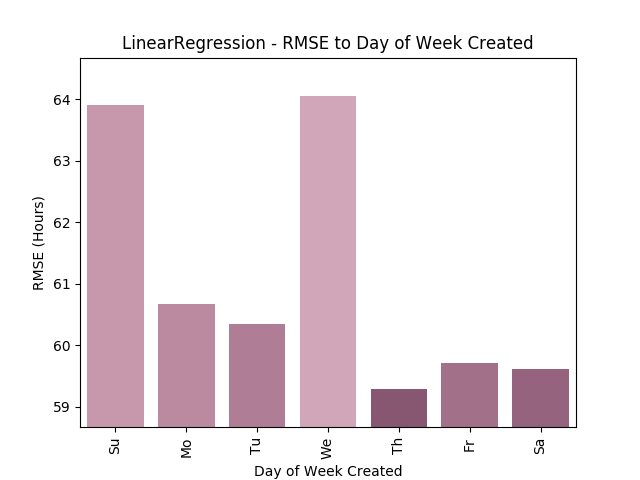 LinearRegression - RMSE to Day of Week Created
RMSE (Hours)
64
63
62
61
60
59
Su
Mo
Tu
We
Th
Fr
Sa
Day of Week Created